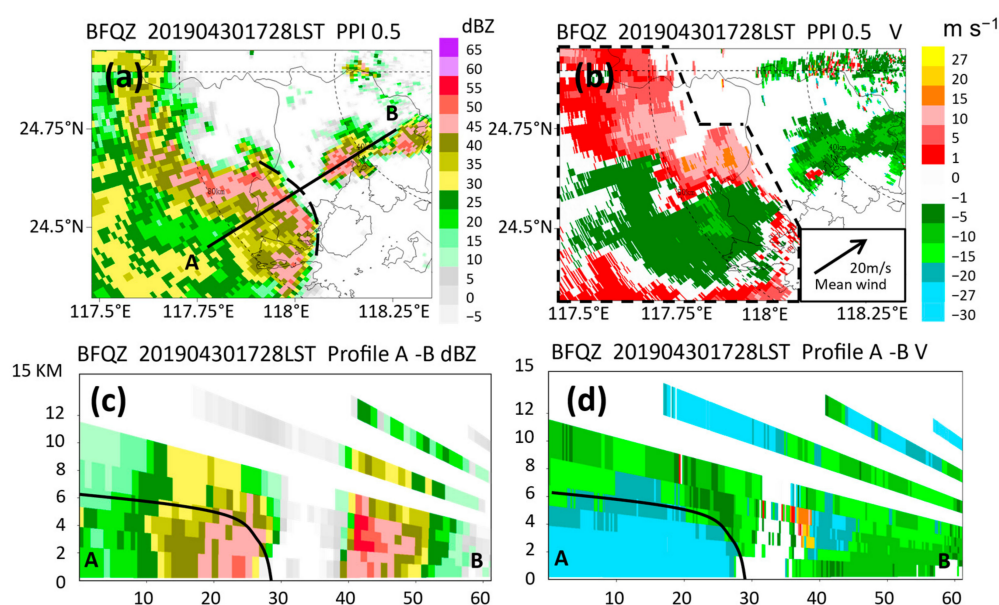 BFQZ 201904301728LST PPI 0.5 dBZ
(a)
B
A
24.75°N
24.5°N
117.5°E 117.75°E 118°E 118.25°E
65
60
55
50
45
40
35
30
25
20
15
10
5
0
−5
BFQZ 201904301728LST PPI 0.5 V m s⁻¹
(b)
24.75°N
24.5°N
117.5°E 117.75°E 118°E 118.25°E
20m/s
Mean wind
27
20
15
10
5
1
0
−1
−5
−10
−15
−20
−27
−30
BFQZ 201904301728LST Profile A -B dBZ
15 KM
(c)
12
10
8
6
4
2
0
A
B
10 20 30 40 50 60
BFQZ 201904301728LST Profile A -B V
15
(d)
12
10
8
6
4
2
0
A
B
10 20 30 40 50 60